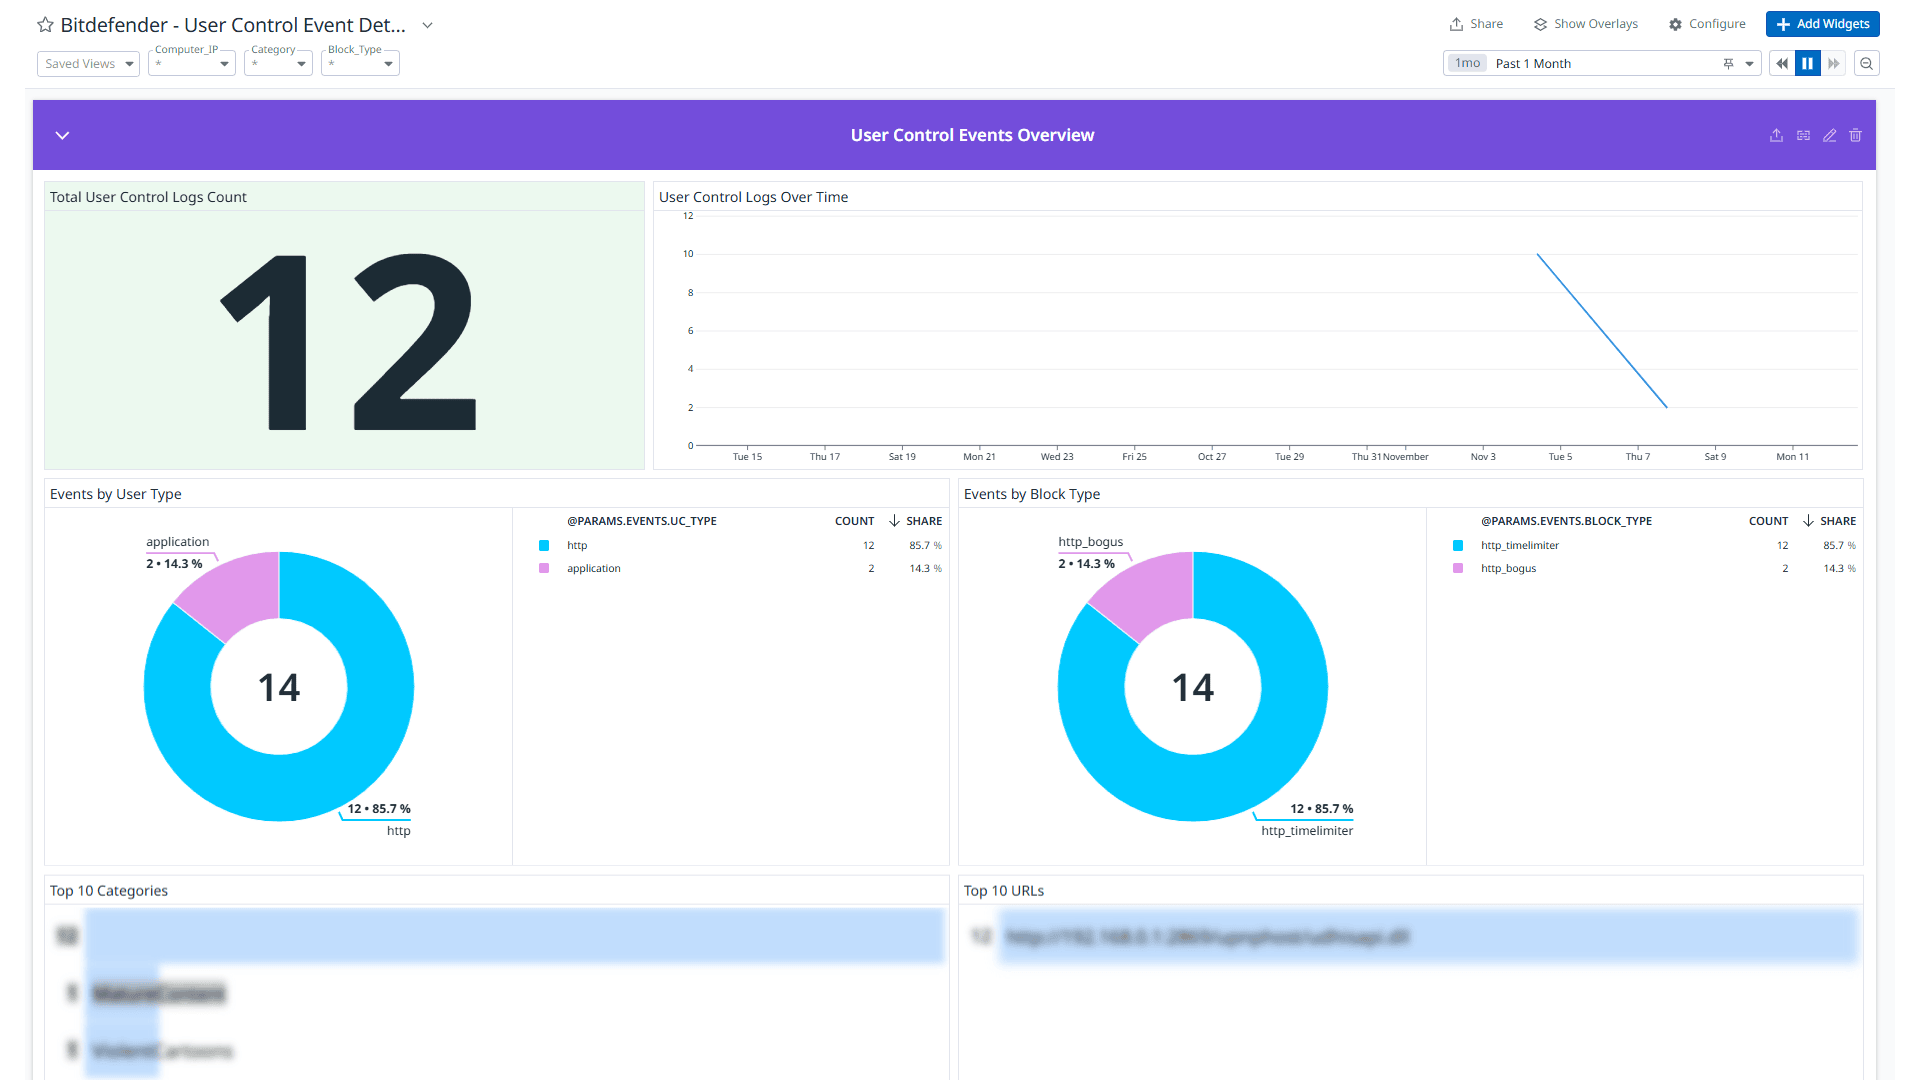 Bitdefender - User Control Event Det...
Share
Show Overlays
Configure
Add Widgets
Saved Views
Computer_IP
*
Category
*
Block_Type
*
1mo Past 1 Month
User Control Events Overview
Total User Control Logs Count
12
User Control Logs Over Time
12
10
8
6
4
2
0
Tue 15 Thu 17 Sat 19 Mon 21 Wed 23 Fri 25 Oct 27 Tue 29 Thu 31 November Nov 3 Tue 5 Thu 7 Sat 9 Mon 11
Events by User Type
application
2 • 14.3 %
14
12 • 85.7 %
http
@PARAMS.EVENTS.UC_TYPE COUNT SHARE
http 12 85.7 %
application 2 14.3 %
Events by Block Type
http_bogus
2 • 14.3 %
14
12 • 85.7 %
http_timelimiter
@PARAMS.EVENTS.BLOCK_TYPE COUNT SHARE
http_timelimiter 12 85.7 %
http_bogus 2 14.3 %
Top 10 Categories
MatureContent
ViolentCartoons
Top 10 URLs
12